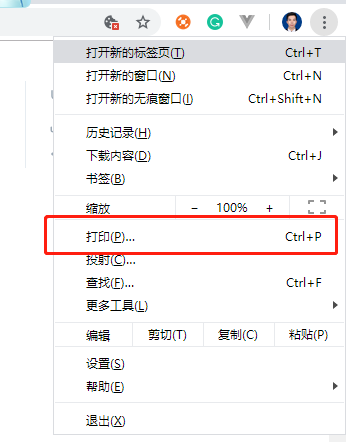 打开新的标签页(T) Ctrl+T
打开新的窗口(N) Ctrl+N
打开新的无痕窗口(I) Ctrl+Shift+N
历史记录(H)
下载内容(D) Ctrl+J
书签(B)
缩放 − 100% +
打印(P)... Ctrl+P
投射(C)...
查找(F)... Ctrl+F
更多工具(L)
编辑 剪切(T) 复制(C) 粘贴(P)
设置(S)
帮助(E)
退出(X)